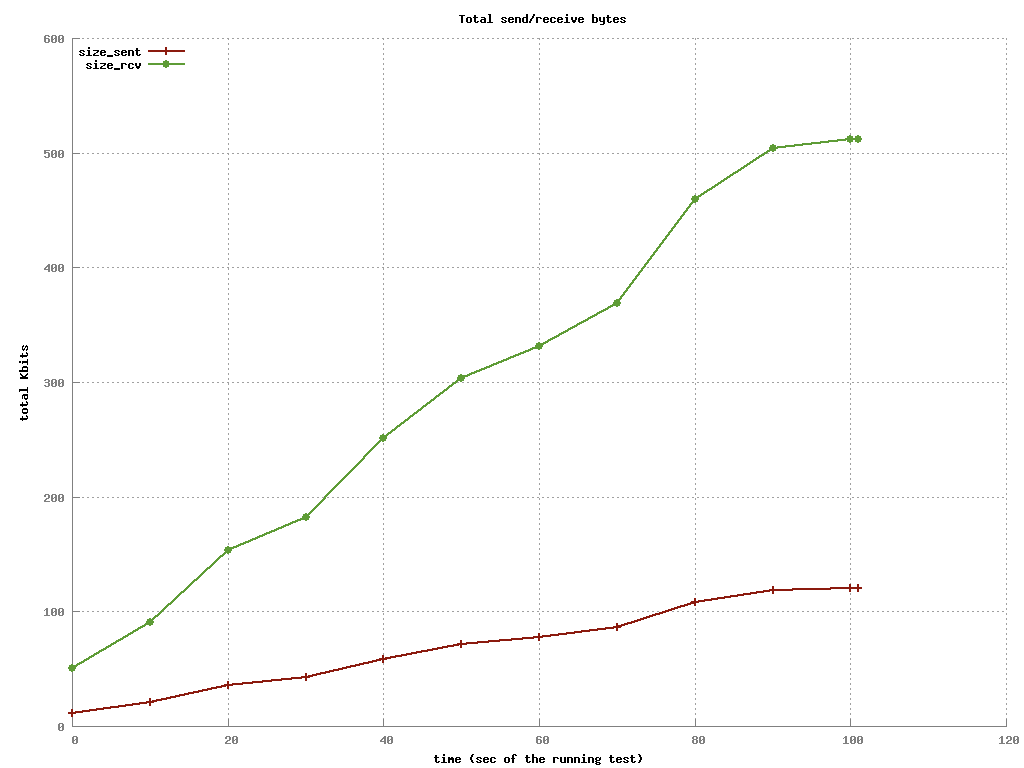 Total send/receive bytes
600
size_sent
size_rcv
500
400
300
total Kbits
200
100
0
0 20 40 60 80 100 120
time (sec of the running test)